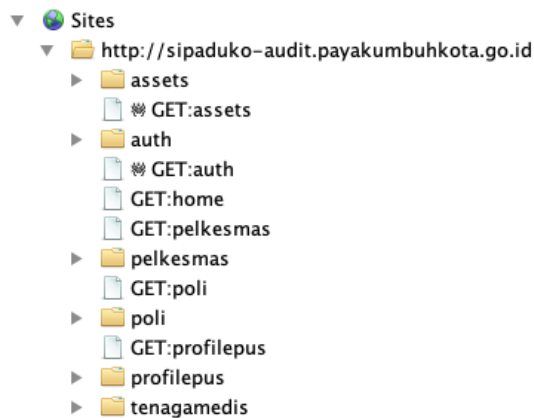 Sites
http://sipaduko-audit.payakumbuhkota.go.id
assets
GET:assets
auth
GET:auth
GET:home
GET:pelkesmas
pelkesmas
GET:poli
poli
GET:profilepus
profilepus
tenagamedis